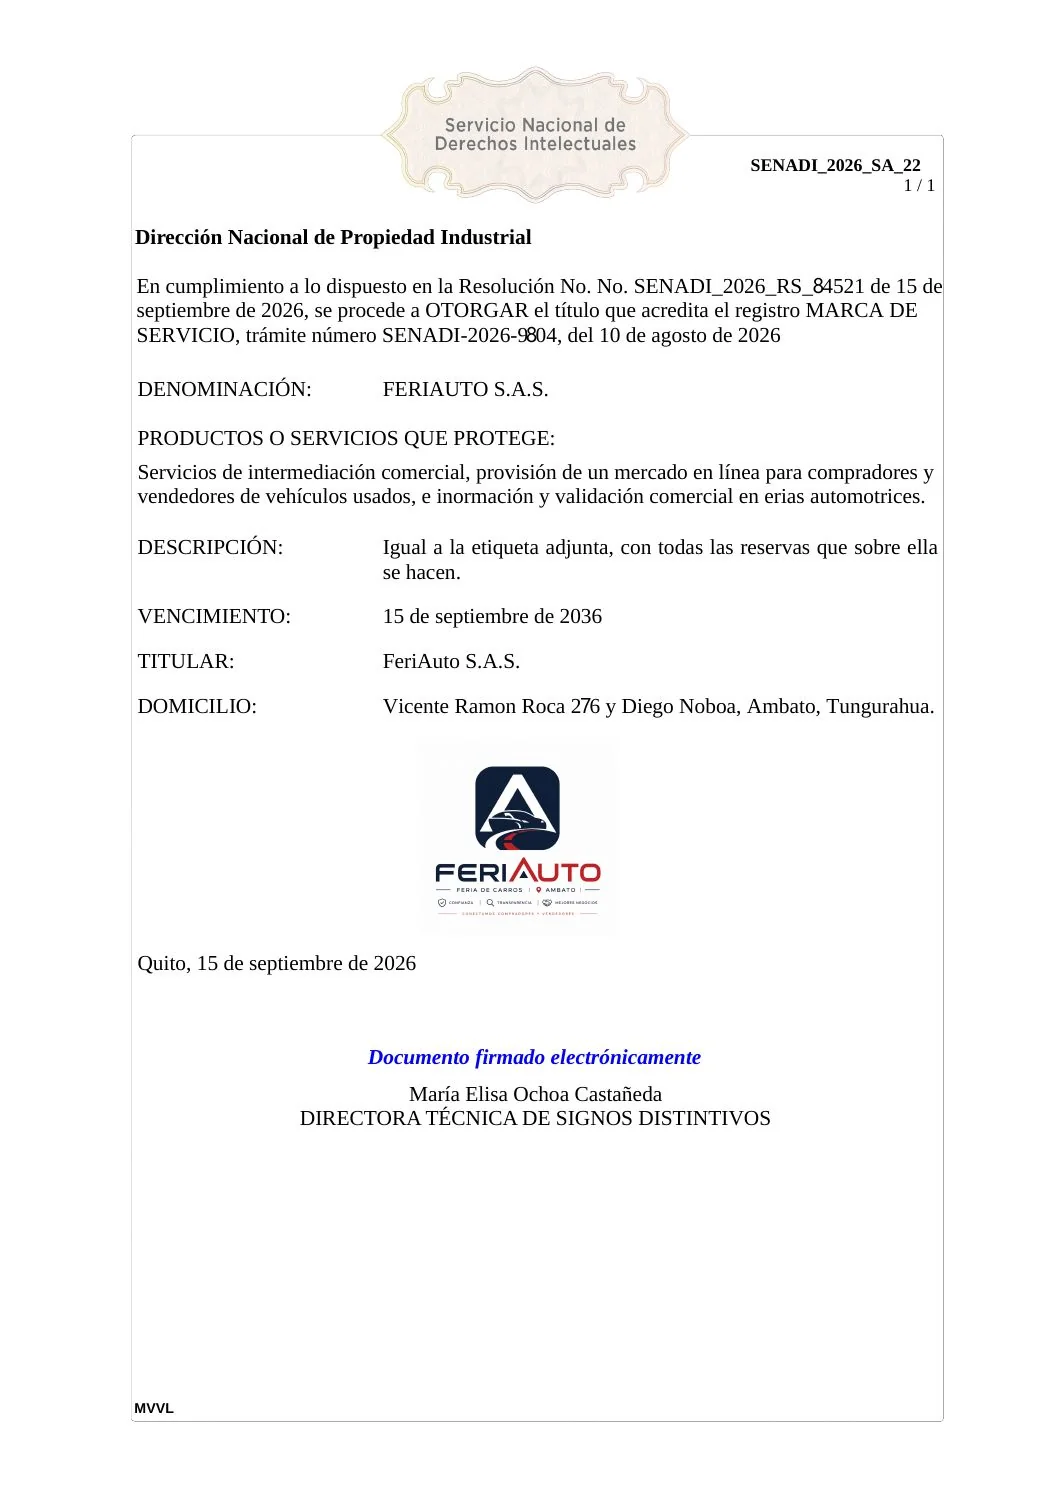 Servicio Nacional de
Derechos Intelectuales
SENADI_2026_SA_22
1 / 1
Dirección Nacional de Propiedad Industrial
En cumplimiento a lo dispuesto en la Resolución No. No. SENADI_2026_RS_84521 de 15 de
septiembre de 2026, se procede a OTORGAR el título que acredita el registro MARCA DE
SERVICIO, trámite número SENADI-2026-9804, del 10 de agosto de 2026
DENOMINACIÓN: FERIAUTO S.A.S.
PRODUCTOS O SERVICIOS QUE PROTEGE:
Servicios de intermediación comercial, provisión de un mercado en línea para compradores y
vendedores de vehículos usados, e inormación y validación comercial en erias automotrices.
DESCRIPCIÓN: Igual a la etiqueta adjunta, con todas las reservas que sobre ella
se hacen.
VENCIMIENTO: 15 de septiembre de 2036
TITULAR: FeriAuto S.A.S.
DOMICILIO: Vicente Ramon Roca 276 y Diego Noboa, Ambato, Tungurahua.
FERIAUTO
FERIA DE CARROS | AMBATO |
CONFIANZA | TRANSPARENCIA | MEJORES NEGOCIOS
CONECTAMOS COMPRADORES Y VENDEDORES
Quito, 15 de septiembre de 2026
Documento firmado electrónicamente
María Elisa Ochoa Castañeda
DIRECTORA TÉCNICA DE SIGNOS DISTINTIVOS
MVVL